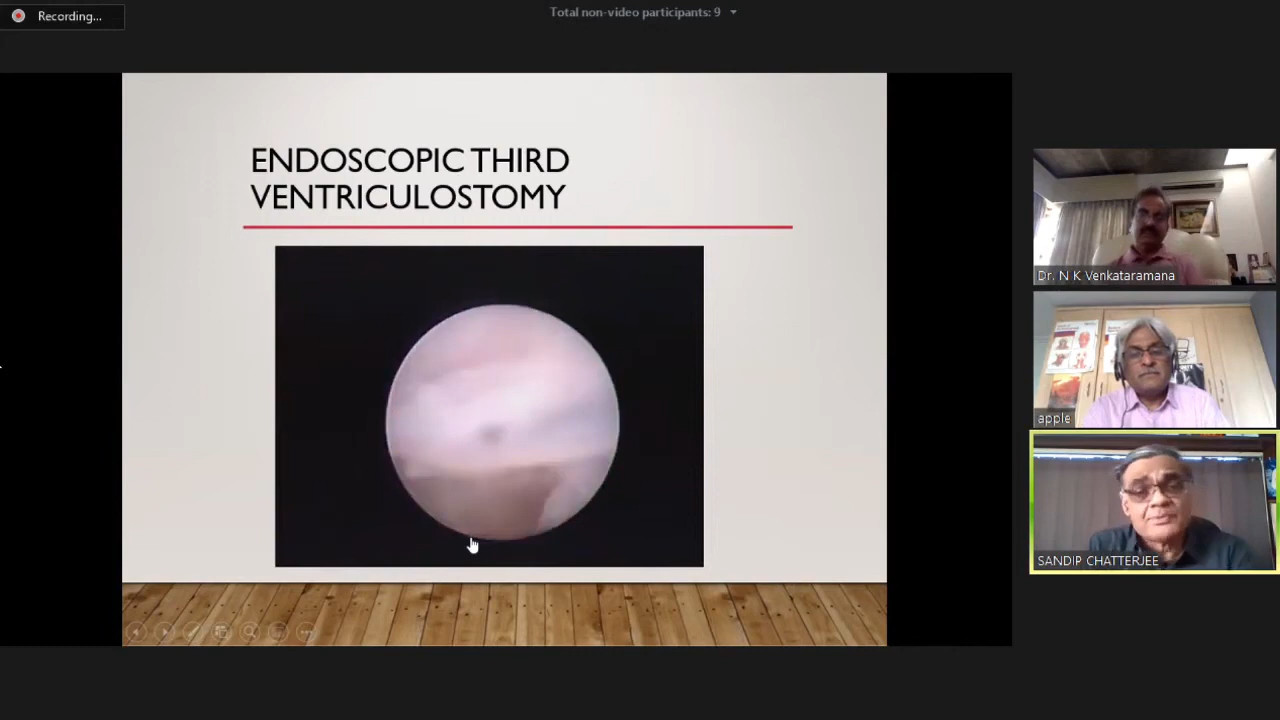 Recording...
Total non-video participants: 9
ENDOSCOPIC THIRD
VENTRICULOSTOMY
Dr. N K Venkataramana
apple
SANDIP CHATTERJEE